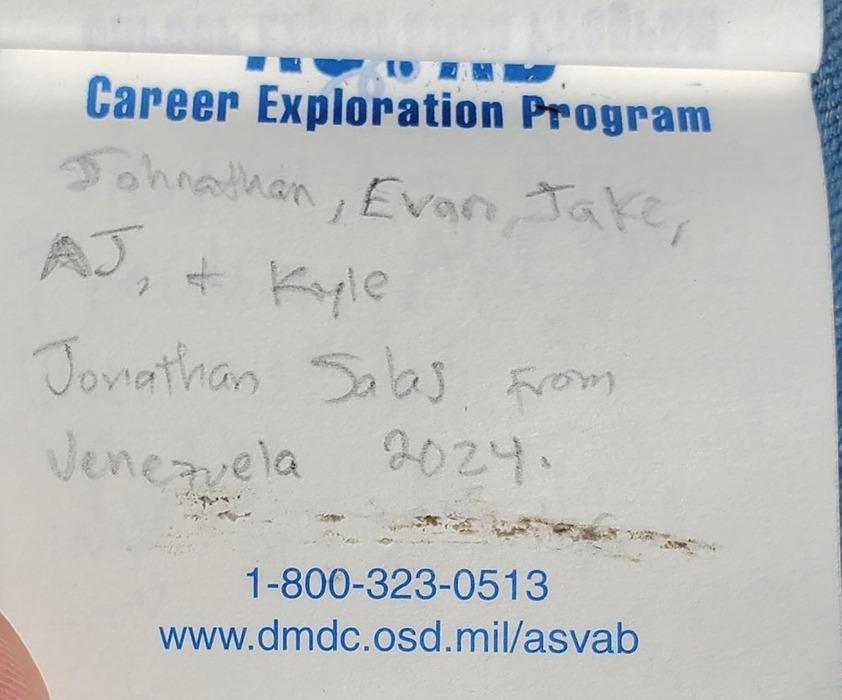 ASVAB
Career Exploration Program
Johnathan, Evan, Jake,
AJ, + Kyle
Jonathan Salas from
Venezuela 2024.
1-800-323-0513
www.dmdc.osd.mil/asvab